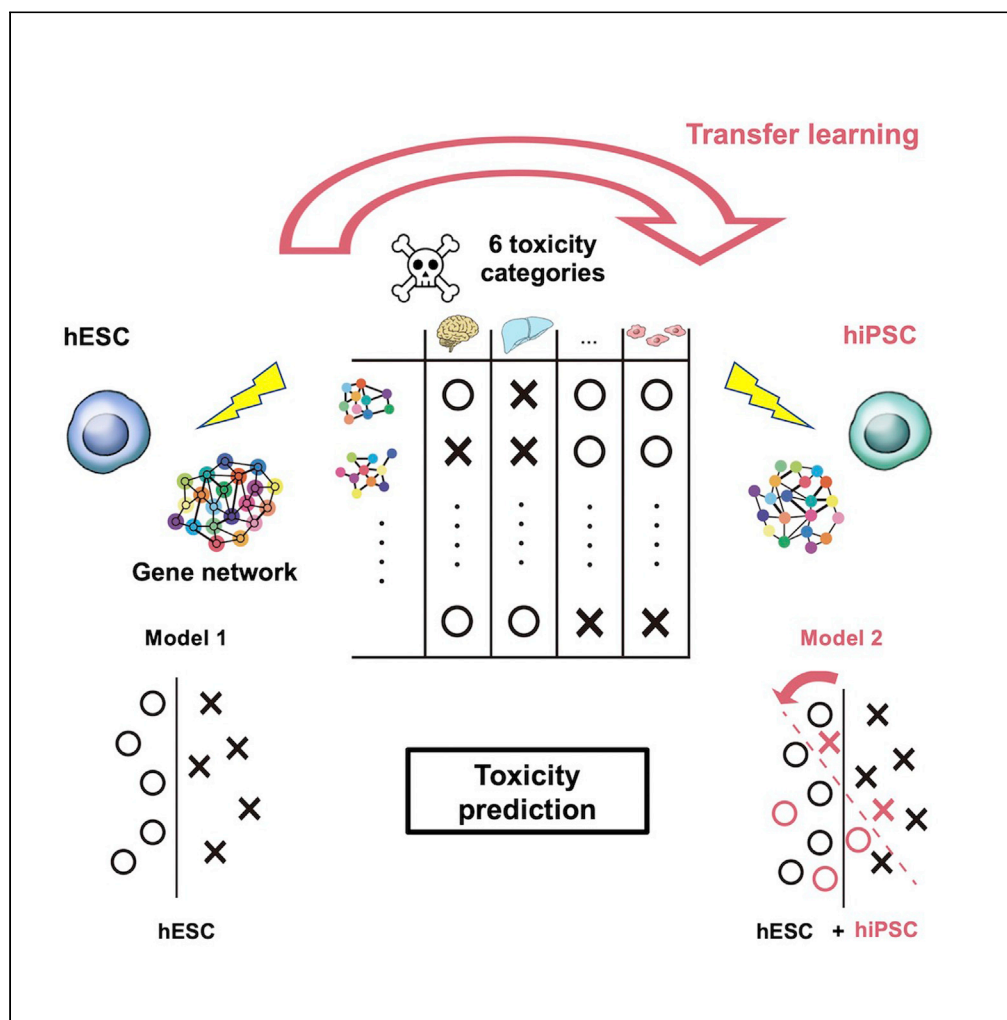 Transfer learning
6 toxicity
categories
hESC
hiPSC
...
Gene network
Model 1
Model 2
Toxicity
prediction
hESC
hESC + hiPSC